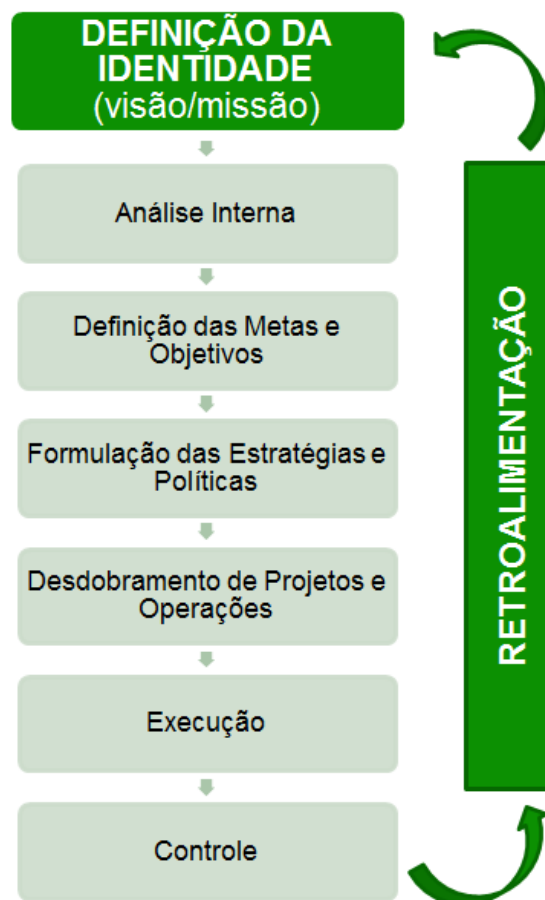 DEFINIÇÃO DA
IDENTIDADE
(visão/missão)
Análise Interna
Definição das Metas e
Objetivos
Formulação das Estratégias e
Políticas
Desdobramento de Projetos e
Operações
Execução
Controle
RETROALIMENTAÇÃO